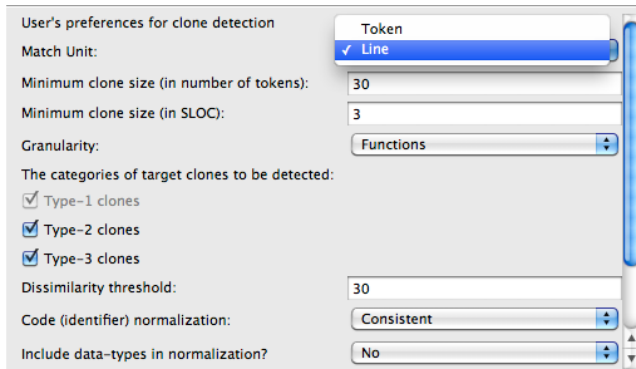 User's preferences for clone detection
Token
Match Unit:
✓ Line
Minimum clone size (in number of tokens):
30
Minimum clone size (in SLOC):
3
Granularity:
Functions
The categories of target clones to be detected:
Type-1 clones
Type-2 clones
Type-3 clones
Dissimilarity threshold:
30
Code (identifier) normalization:
Consistent
Include data-types in normalization?
No